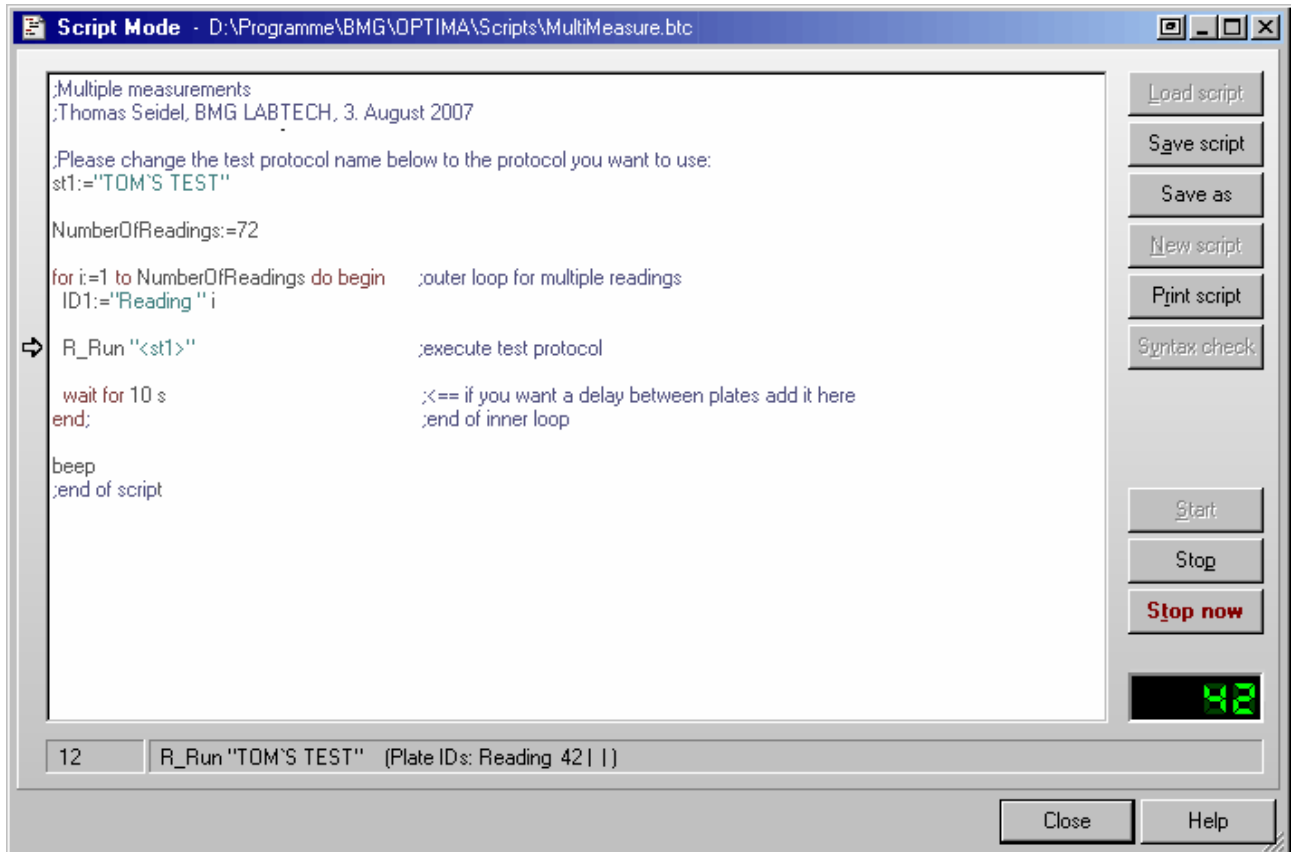 Script Mode - D:\Programme\BMG\OPTIMA\Scripts\MultiMeasure.btc
;Multiple measurements
;Thomas Seidel, BMG LABTECH, 3. August 2007
;Please change the test protocol name below to the protocol you want to use:
st1:="TOM`S TEST"
NumberOfReadings:=72
for i:=1 to NumberOfReadings do begin ;outer loop for multiple readings
ID1:="Reading " i
R_Run "<st1>" ;execute test protocol
wait for 10 s ;<== if you want a delay between plates add it here
end; ;end of inner loop
beep
;end of script
Load script
Save script
Save as
New script
Print script
Syntax check
Start
Stop
Stop now
42
12 R_Run "TOM`S TEST" (Plate IDs: Reading 42 | | )
Close Help